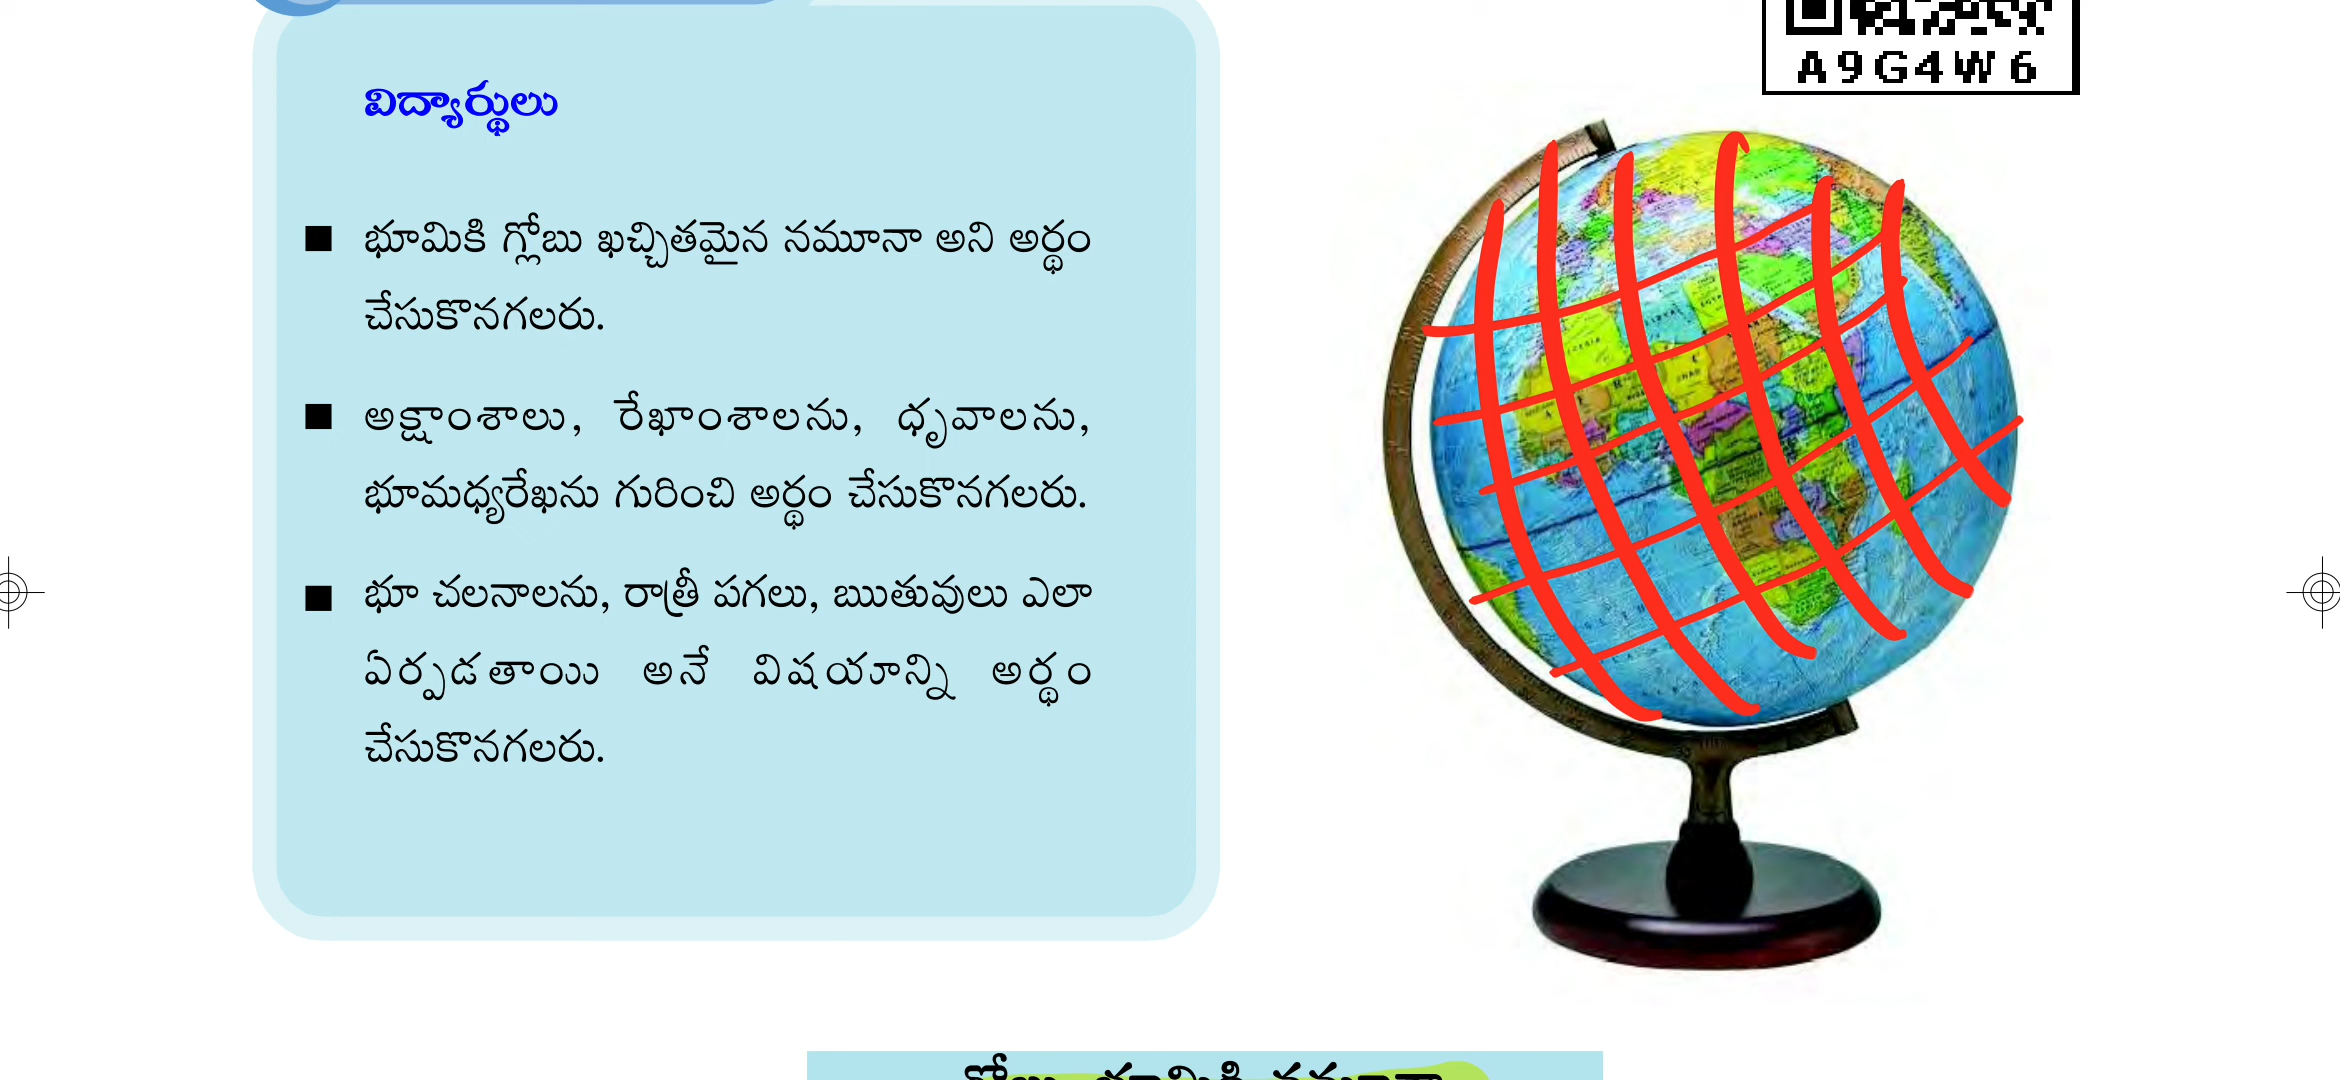 A9G4W6
విద్యార్థులు
■ భూమికి గ్లోబు ఖచ్చితమైన నమూనా అని అర్థం
చేసుకొనగలరు.
■ అక్షాంశాలు, రేఖాంశాలను, ధృవాలను,
భూమధ్యరేఖను గురించి అర్థం చేసుకొనగలరు.
■ భూ చలనాలను, రాత్రీ పగలు, ఋతువులు ఎలా
ఏర్పడతాయి అనే విషయాన్ని అర్థం
చేసుకొనగలరు.